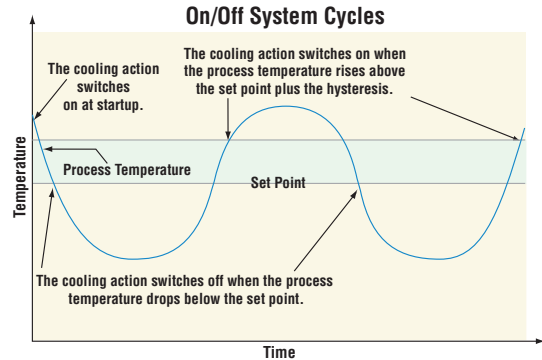 On/Off System Cycles
The cooling action
switches
on at startup.
The cooling action switches on when
the process temperature rises above
the set point plus the hysteresis.
Process Temperature
Set Point
The cooling action switches off when the process
temperature drops below the set point.
Temperature
Time